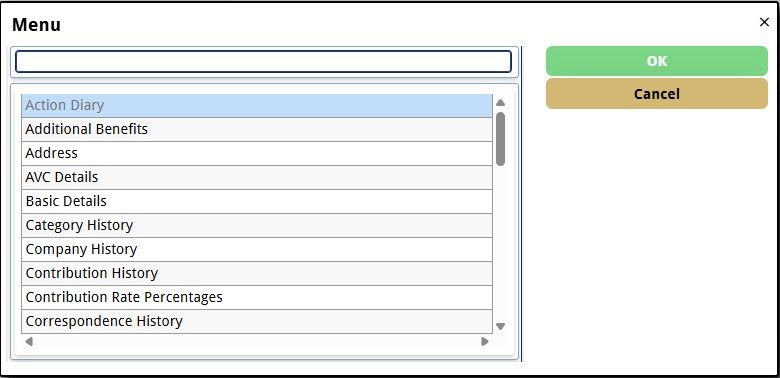 Menu
OK
Cancel
Action Diary
Additional Benefits
Address
AVC Details
Basic Details
Category History
Company History
Contribution History
Contribution Rate Percentages
Correspondence History